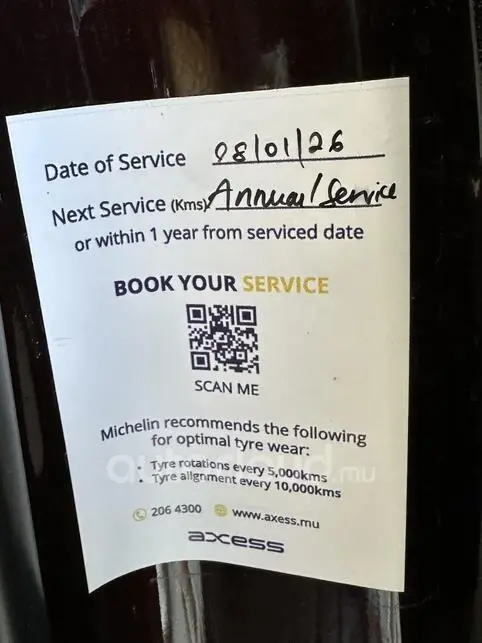 Date of Service 08/01/26
Next Service (Kms) Annual Service
or within 1 year from serviced date
BOOK YOUR SERVICE
SCAN ME
Michelin recommends the following
for optimal tyre wear:
• Tyre rotations every 5,000kms
• Tyre alignment every 10,000kms
206 4300 www.axess.mu
axess